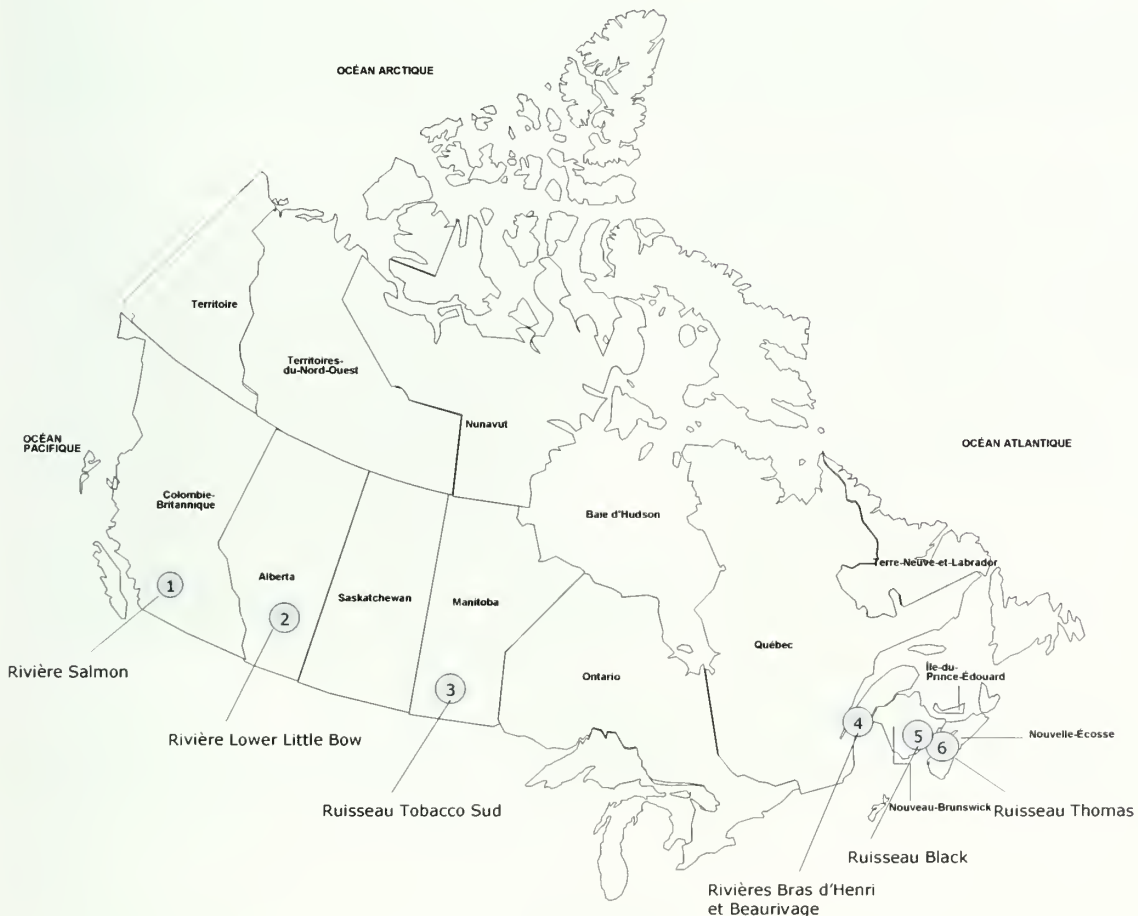 OCÉAN ARCTIQUE
Territoire
Territoires-
du-Nord-Ouest
Nunavut
OCÉAN
PACIFIQUE
OCÉAN ATLANTIQUE
Colombie-
Britannique
Baie d'Hudson
Terre-Neuve-et-Labrador
Alberta
Saskatchewan
Manitoba
Québec
Ontario
Île-du-
Prince-Édouard
1
2
3
4
5
6
Rivière Salmon
Rivière Lower Little Bow
Ruisseau Tobacco Sud
Nouvelle-Écosse
Nouveau-Brunswick
Ruisseau Thomas
Ruisseau Black
Rivières Bras d'Henri
et Beaurivage